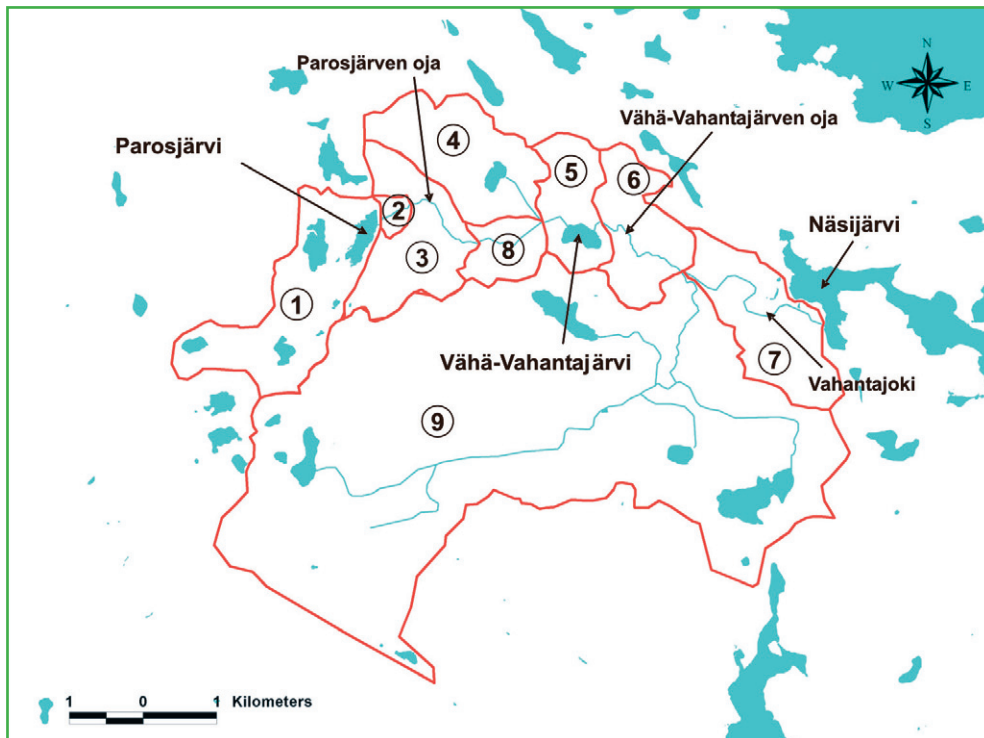 Parosjärven oja
N
W
E
S
Vähä-Vahantajärven oja
4
Parosjärvi
5
6
2
Näsijärvi
8
3
1
7
Vähä-Vahantajärvi
Vahantajoki
9
1 0 1 Kilometers